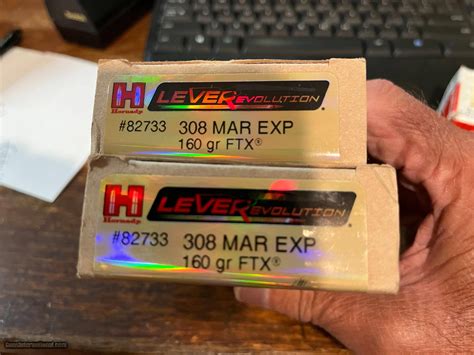 H LEVERevolution®
Hornady
#82733 308 MAR EXP
160 gr FTX®
H LEVERevolution
Hornady
#82733 308 MAR EXP
160 gr FTX®